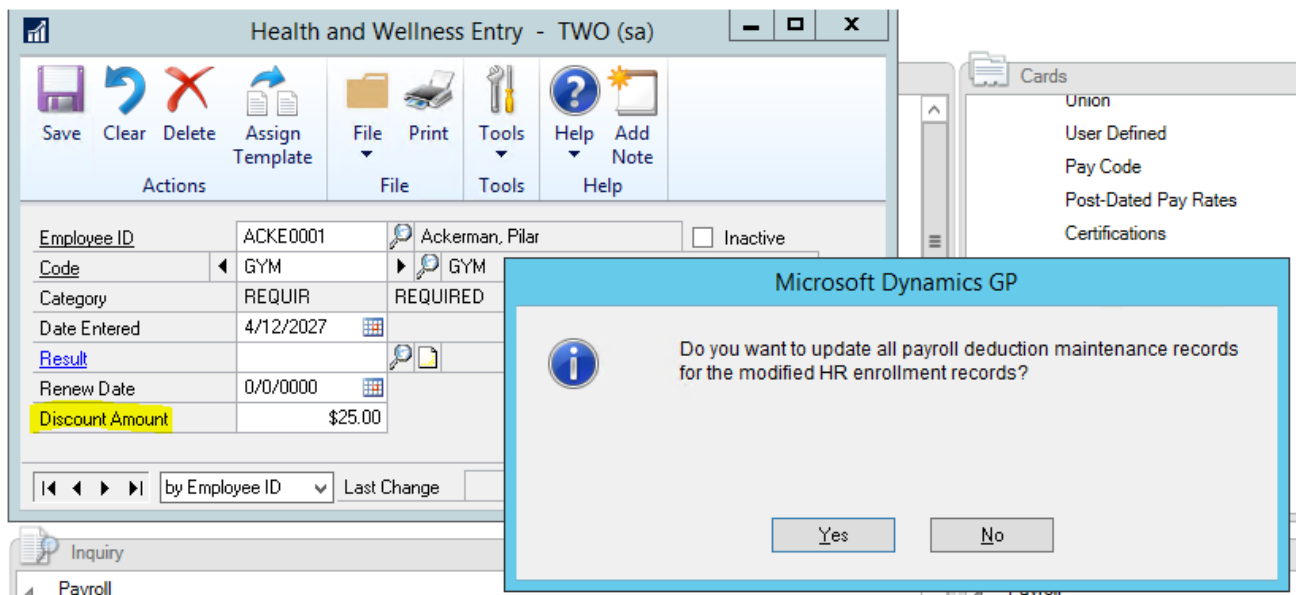 Health and Wellness Entry - TWO (sa)
Save Clear Delete Assign Template File Print Tools Help Add Note
Actions File Tools Help
Employee ID ACKE0001 Ackerman, Pilar Inactive
Code GYM GYM
Category REQUIR REQUIRED
Date Entered 4/12/2027
Result
Renew Date 0/0/0000
Discount Amount $25.00
by Employee ID Last Change
Cards
Union
User Defined
Pay Code
Post-Dated Pay Rates
Certifications
Microsoft Dynamics GP
Do you want to update all payroll deduction maintenance records
for the modified HR enrollment records?
Yes No
Inquiry
Payroll
Payroll